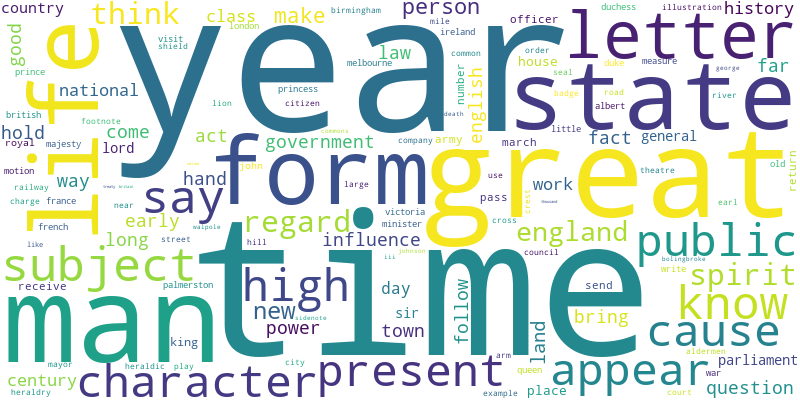 country
think
birmingham
make
class
person
mile
ireland
officer
letter
history
illustration
duchess
good
life
year
visit
shield
london
law
common
order
house
duke
measure
george
far
prince
national
princess
melbourne
number
english
state
seal
badge
road
river
albert
british
footnote
lion
citizen
death
company
army
little
hold
come
act
government
commons
march
fact
general
royal
majesty
lord
john
form
great
use
work
theatre
old
return
motion
railway
way
hand
large
pass
charge
france
say
victoria
minister
cross
crest
earl
french
near
early
regard
walpole
england
public
like
long
street
hill
influence
johnson
iii
council
bolingbroke
subject
write
spirit
receive
palmerston
high
day
send
man
time
new
sir
follow
bring
know
sidenote
power
town
land
cause
king
aldermen
mayor
heraldic
play
city
present
arm
queen
appear
parliament
war
century
heraldry
character
example
place
court
question